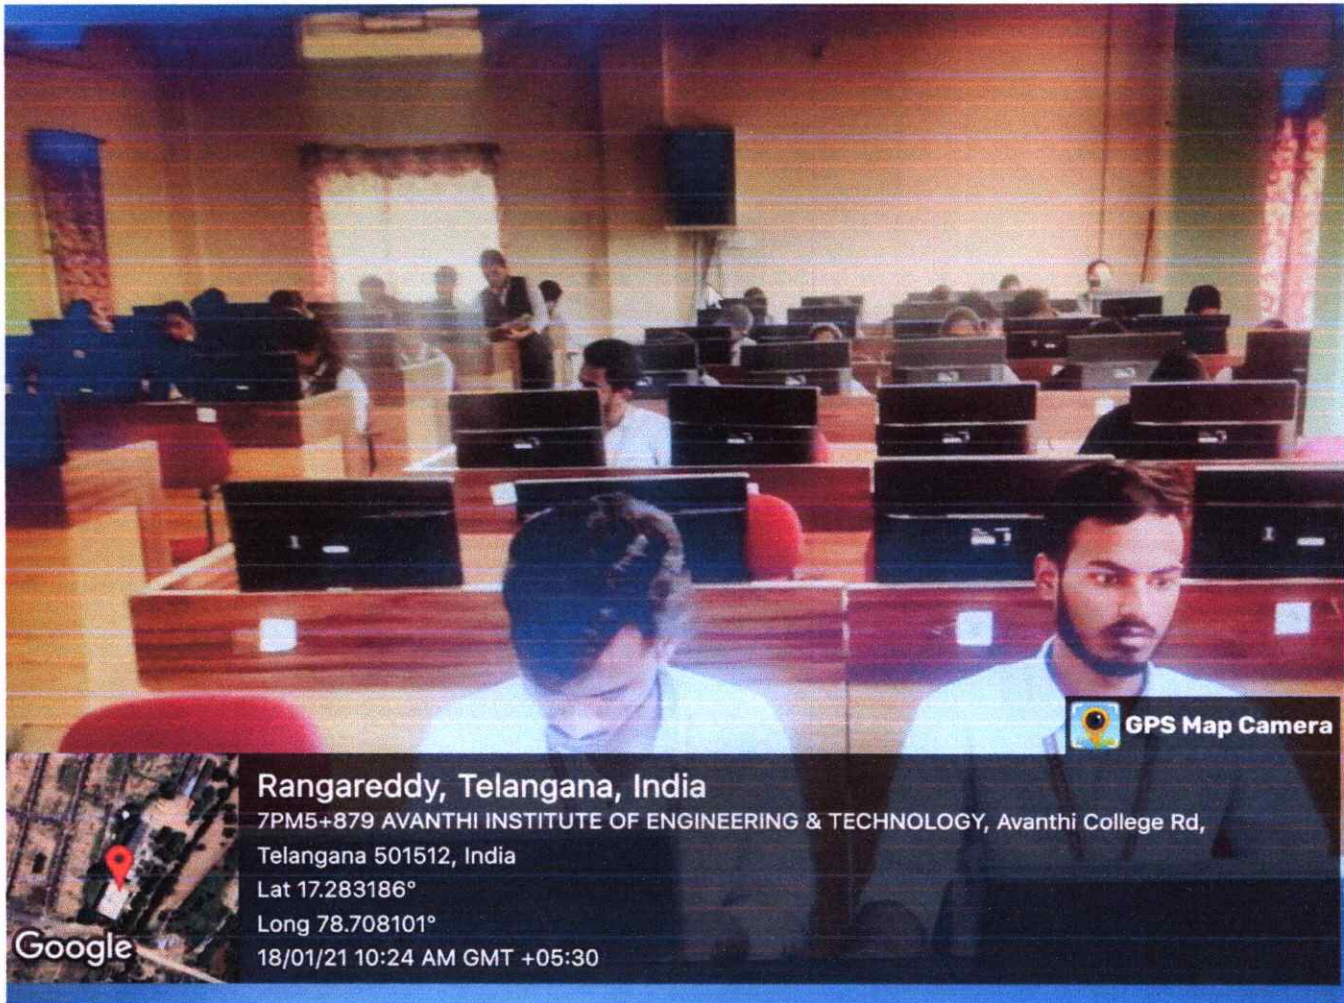 GPS Map Camera
Rangareddy, Telangana, India
7PM5+879 AVANTHI INSTITUTE OF ENGINEERING & TECHNOLOGY, Avanthi College Rd,
Telangana 501512, India
Lat 17.283186°
Long 78.708101°
18/01/21 10:24 AM GMT +05:30
Google